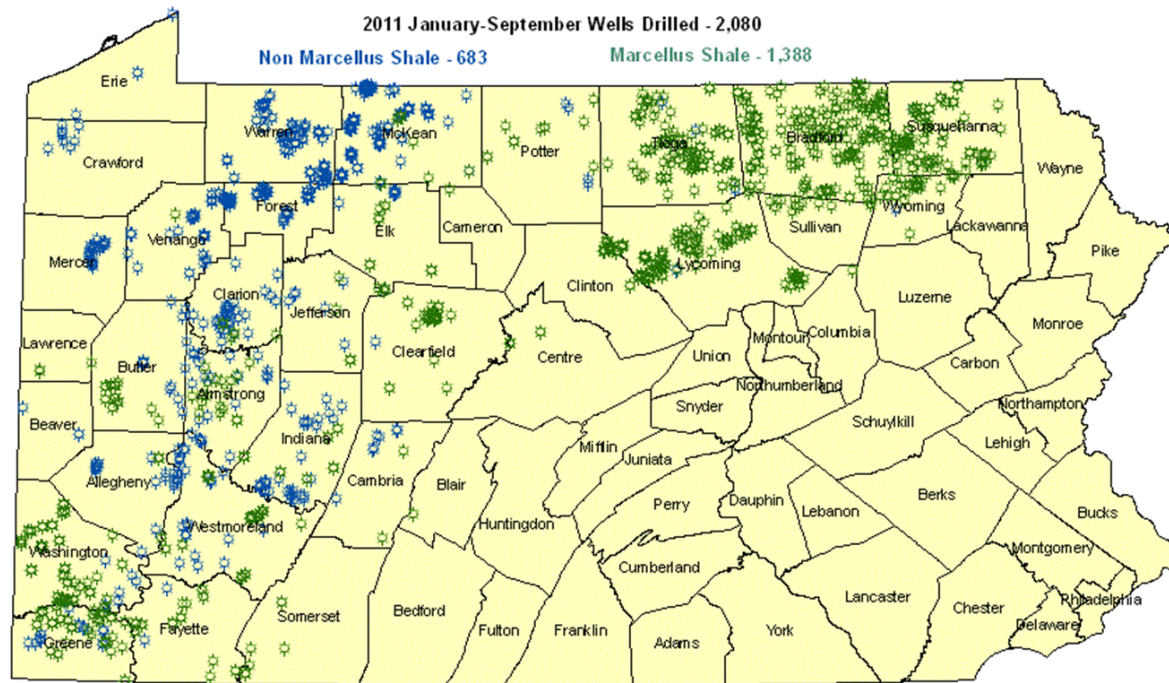 2011 January-September Wells Drilled - 2,080
Non Marcellus Shale - 683
Marcellus Shale - 1,388
Erie
Crawford
Warren
McKean
Potter
Tioga
Bradford
Susquehanna
Wayne
Mercer
Venango
Forest
Elk
Cameron
Clinton
Lycoming
Sullivan
Wyoming
Lackawanna
Pike
Lawrence
Butler
Clarion
Jefferson
Clearfield
Centre
Union
Montour
Columbia
Luzerne
Monroe
Carbon
Beaver
Armstrong
Indiana
Snyder
Northumberland
Schuylkill
Northampton
Lehigh
Allegheny
Cambria
Blair
Huntingdon
Mifflin
Juniata
Perry
Dauphin
Lebanon
Berks
Bucks
Washington
Westmoreland
Cumberland
Lancaster
Montgomery
Philadelphia
Greene
Fayette
Somerset
Bedford
Fulton
Franklin
Adams
York
Chester
Delaware